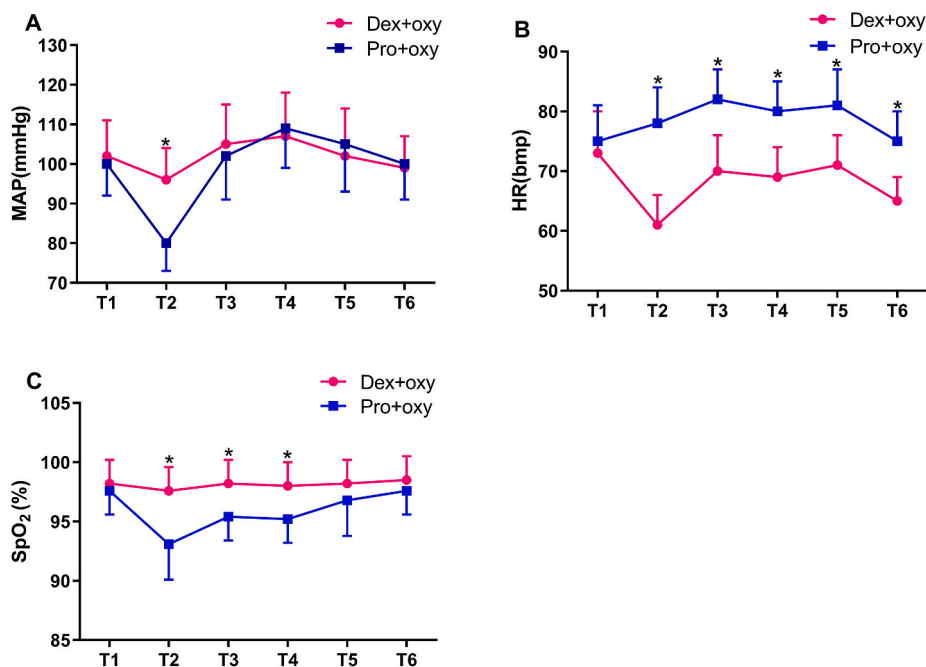 A
Dex+oxy
Pro+oxy
MAP(mmHg)
130
120
110
100
90
80
70
*
T1 T2 T3 T4 T5 T6
B
Dex+oxy
Pro+oxy
HR(bmp)
90
80
70
60
50
* * * * *
T1 T2 T3 T4 T5 T6
C
Dex+oxy
Pro+oxy
SpO₂ (%)
105
100
95
90
85
* * *
T1 T2 T3 T4 T5 T6